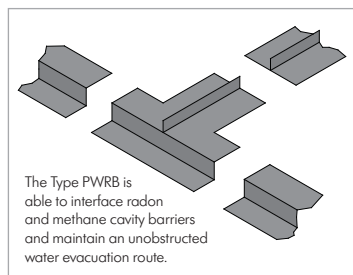 The Type PWRB is
able to interface radon
and methane cavity barriers
and maintain an unobstructed
water evacuation route.